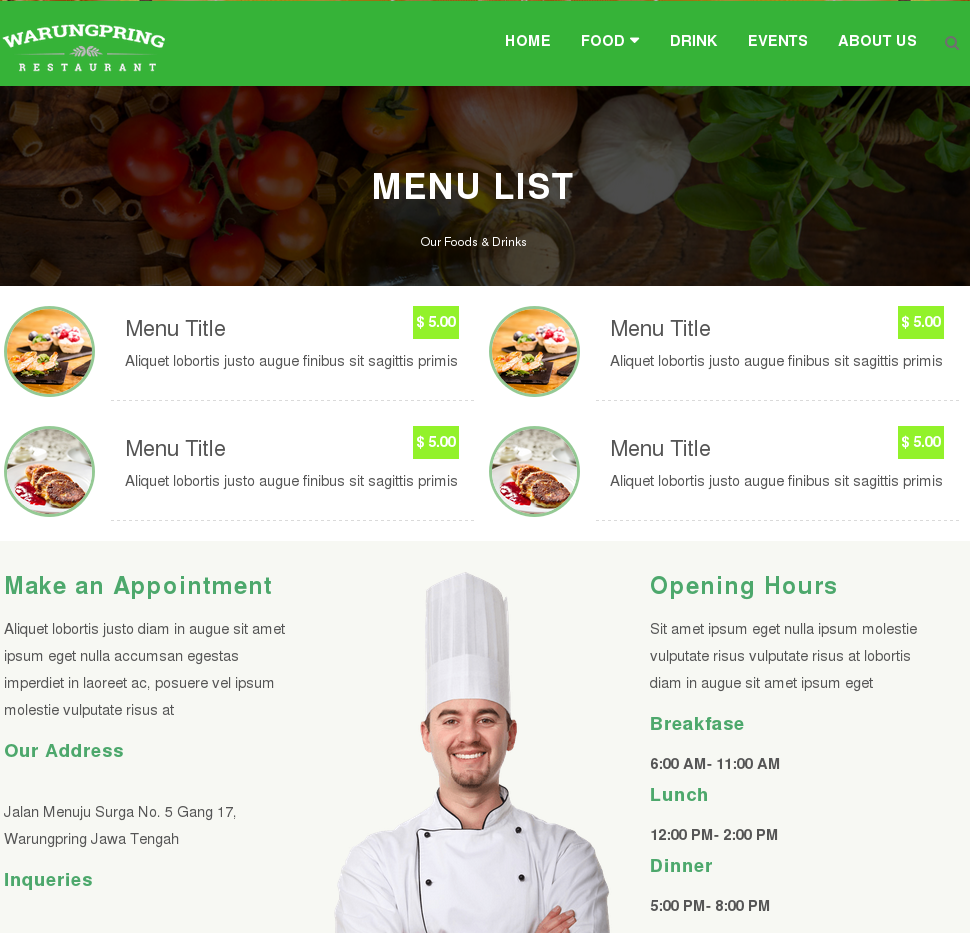 WARUNGPRING
RESTAURANT
HOME FOOD DRINK EVENTS ABOUT US
MENU LIST
Our Foods & Drinks
Menu Title
$ 5.00
Aliquet lobortis justo augue finibus sit sagittis primis
Menu Title
$ 5.00
Aliquet lobortis justo augue finibus sit sagittis primis
Menu Title
$ 5.00
Aliquet lobortis justo augue finibus sit sagittis primis
Menu Title
$ 5.00
Aliquet lobortis justo augue finibus sit sagittis primis
Make an Appointment
Aliquet lobortis justo diam in augue sit amet
ipsum eget nulla accumsan egestas
imperdiet in laoreet ac, posuere vel ipsum
molestie vulputate risus at
Our Address
Jalan Menuju Surga No. 5 Gang 17,
Warungpring Jawa Tengah
Inqueries
Opening Hours
Sit amet ipsum eget nulla ipsum molestie
vulputate risus vulputate risus at lobortis
diam in augue sit amet ipsum eget
Breakfase
6:00 AM- 11:00 AM
Lunch
12:00 PM- 2:00 PM
Dinner
5:00 PM- 8:00 PM